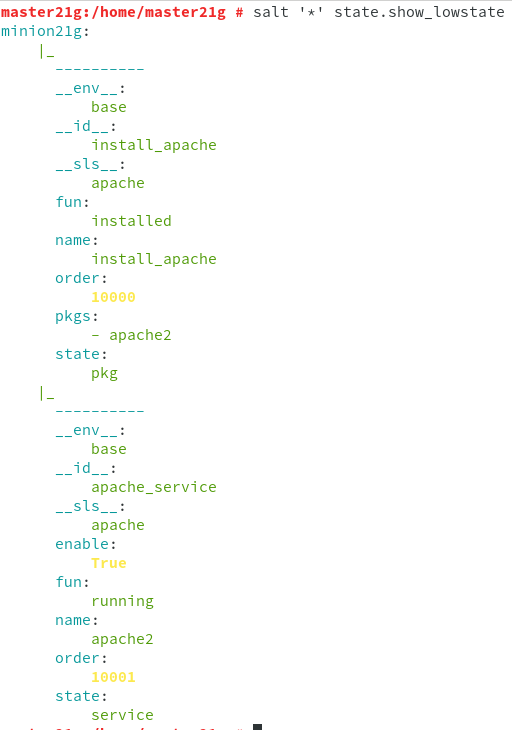 master21g:/home/master21g # salt '*' state.show_lowstate
minion21g:
    |_
      ----------
      __env__:
          base
      __id__:
          install_apache
      __sls__:
          apache
      fun:
          installed
      name:
          install_apache
      order:
          10000
      pkgs:
          - apache2
      state:
          pkg
    |_
      ----------
      __env__:
          base
      __id__:
          apache_service
      __sls__:
          apache
      enable:
          True
      fun:
          running
      name:
          apache2
      order:
          10001
      state:
          service